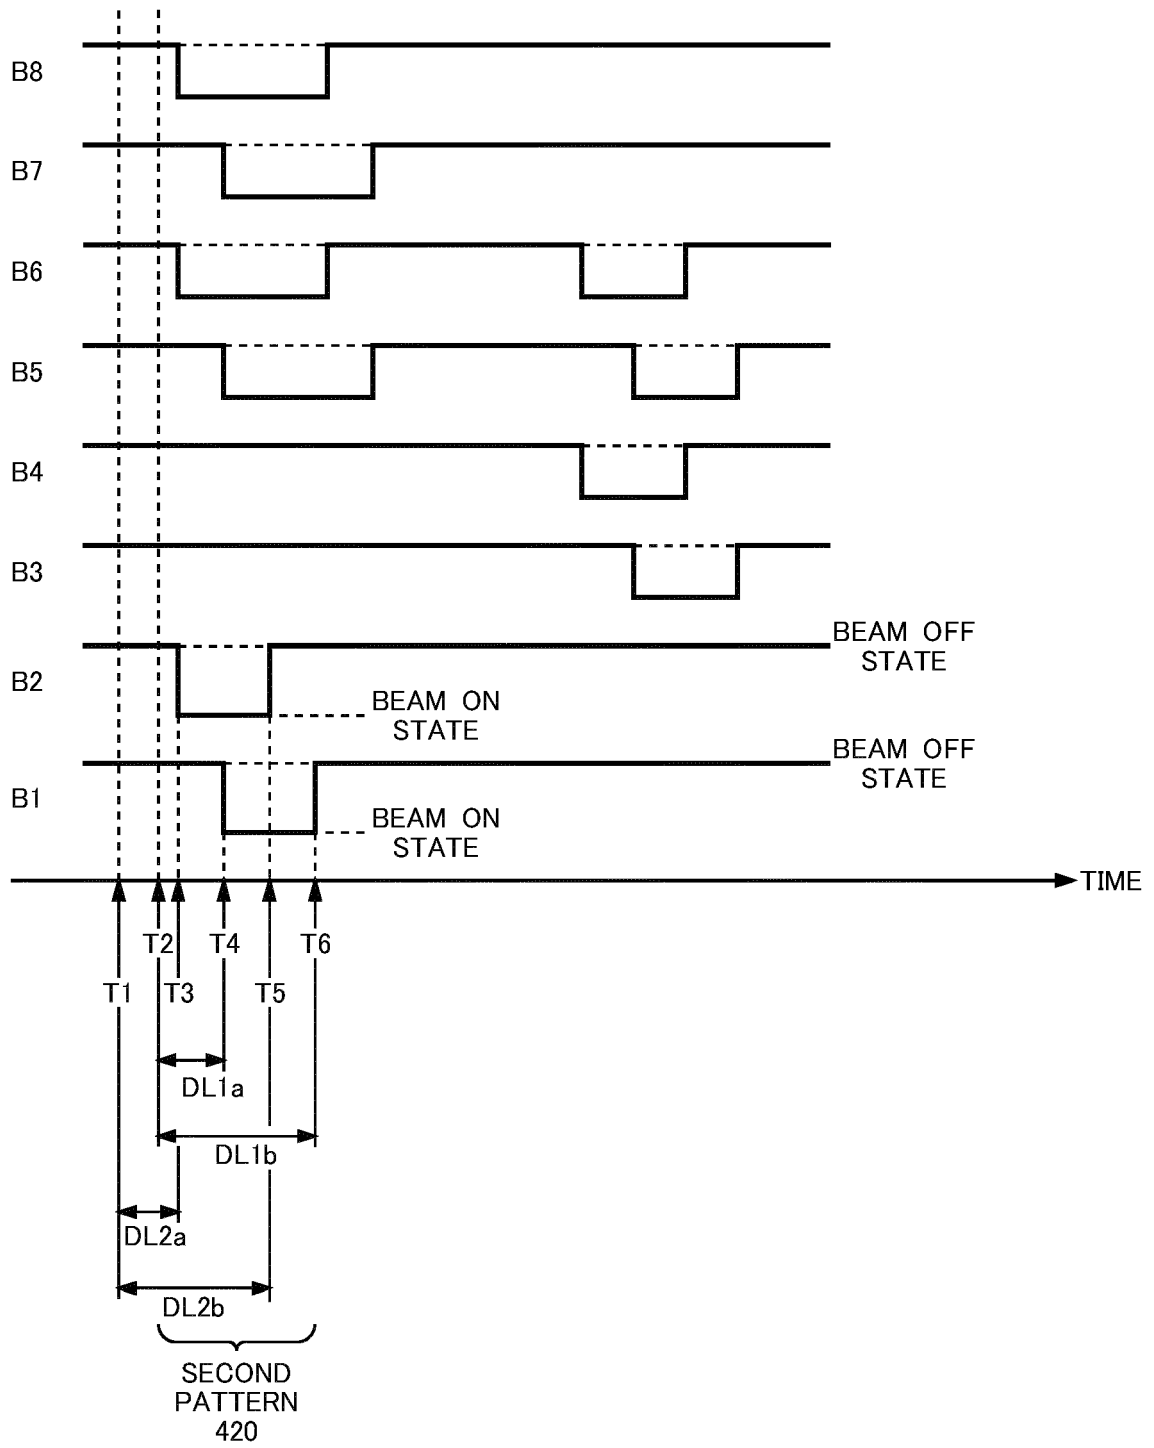 B8
B7
B6
B5
B4
B3
BEAM OFF
STATE
B2
BEAM ON
STATE
BEAM OFF
STATE
B1
BEAM ON
STATE
TIME
T2
T4
T6
T1
T3
T5
DL1a
DL1b
DL2a
DL2b
SECOND
PATTERN
420